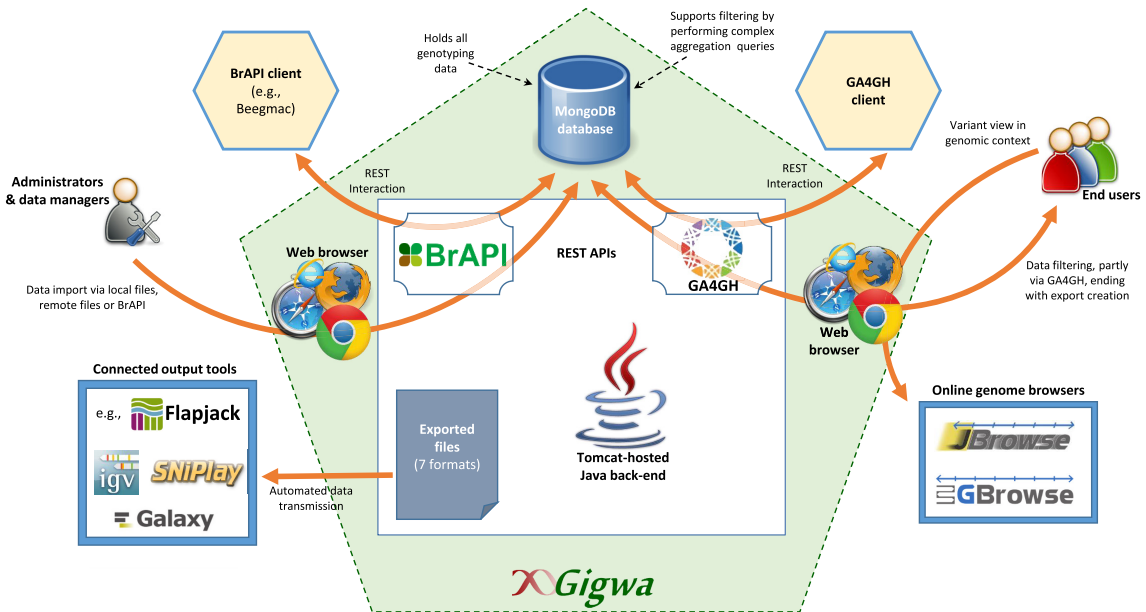 Holds all
genotyping
data
Supports filtering by
performing complex
aggregation queries
BrAPI client
(e.g.,
Beegmac)
MongoDB
database
GA4GH
client
Variant view in
genomic context
REST
Interaction
REST
Interaction
Administrators
& data managers
End users
Web browser
BrAPI
REST APIs
GA4GH
Data import via local files,
remote files or BrAPI
Data filtering, partly
via GA4GH, ending
with export creation
Web
browser
Connected output tools
e.g., Flapjack
igv
SNiPlay
Galaxy
Automated data
transmission
Exported
files
(7 formats)
Tomcat-hosted
Java back-end
Online genome browsers
JBrowse
GBrowse
Gigwa